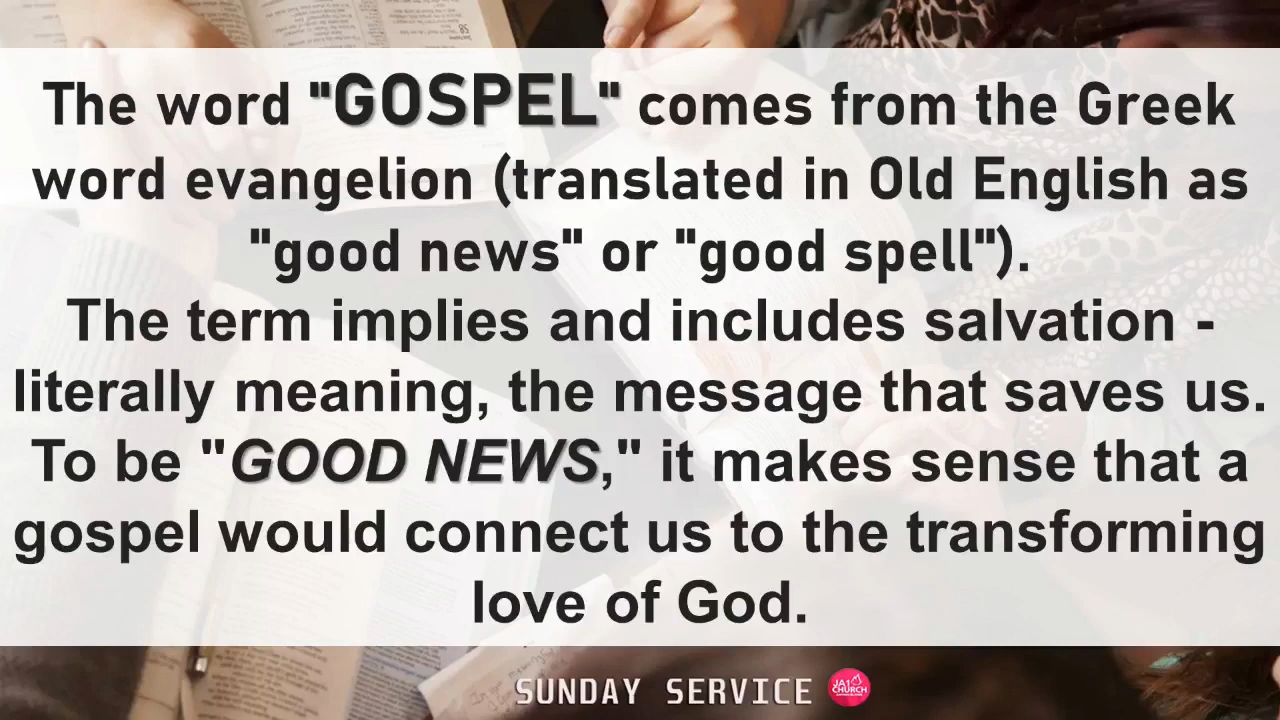 The word "GOSPEL" comes from the Greek
word evangelion (translated in Old English as
"good news" or "good spell").
The term implies and includes salvation -
literally meaning, the message that saves us.
To be "GOOD NEWS," it makes sense that a
gospel would connect us to the transforming
love of God.
SUNDAY SERVICE
JA1
CHURCH